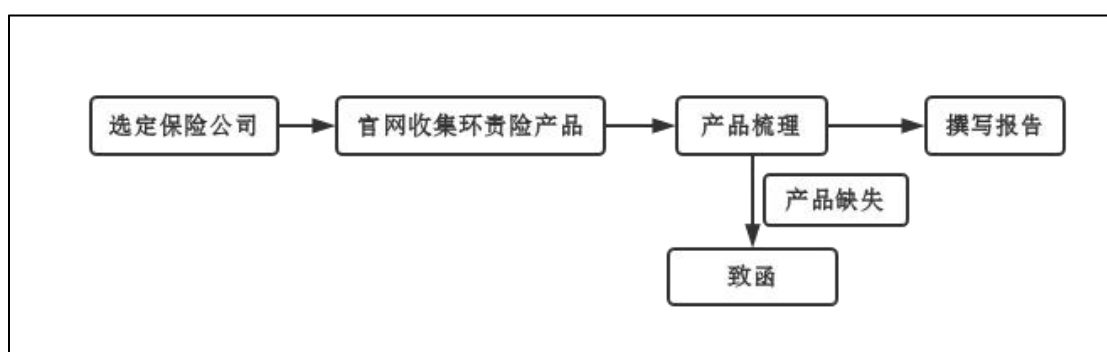 选定保险公司
官网收集环责险产品
产品梳理
撰写报告
产品缺失
致函